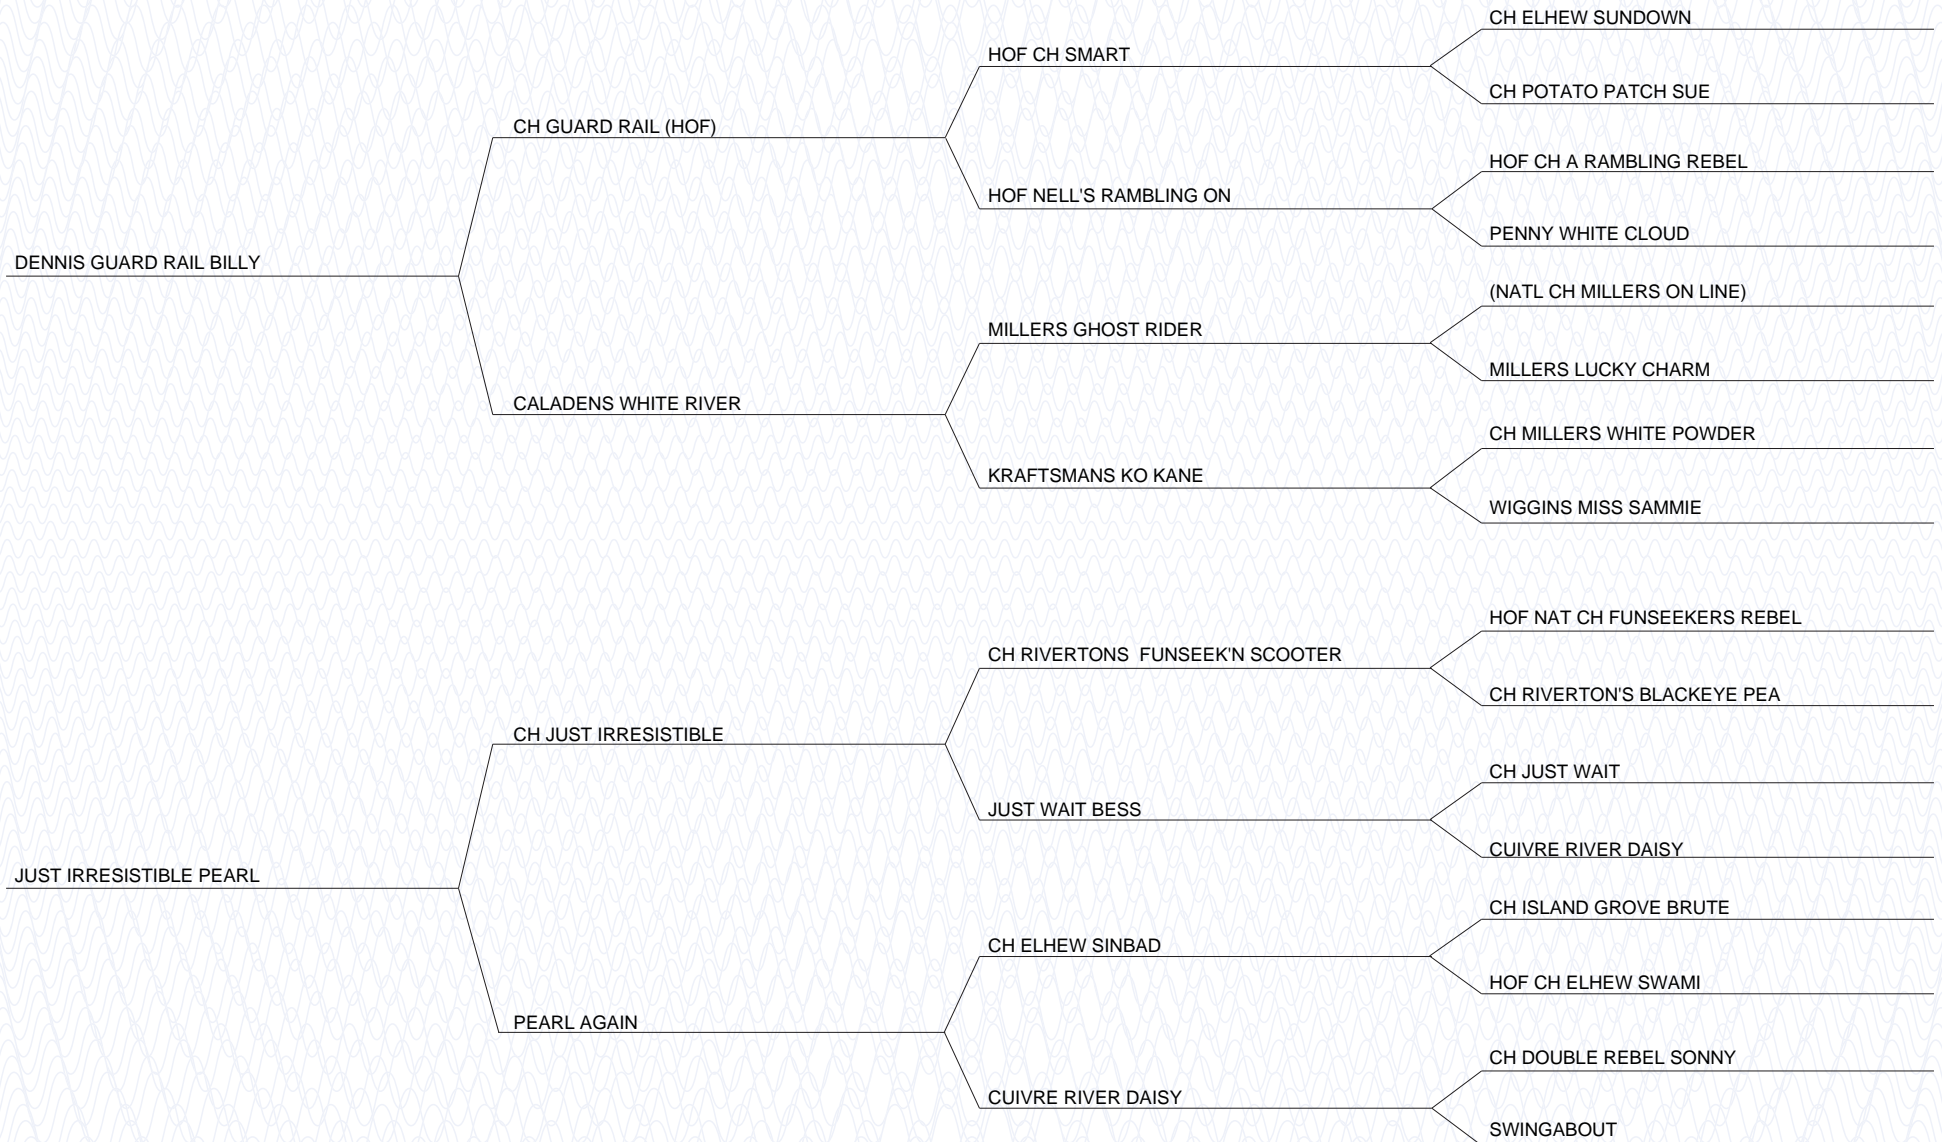 CH ELHEW SUNDOWN
HOF CH SMART
CH POTATO PATCH SUE
CH GUARD RAIL (HOF)
HOF CH A RAMBLING REBEL
HOF NELL'S RAMBLING ON
PENNY WHITE CLOUD
DENNIS GUARD RAIL BILLY
(NATL CH MILLERS ON LINE)
MILLERS GHOST RIDER
MILLERS LUCKY CHARM
CALADENS WHITE RIVER
CH MILLERS WHITE POWDER
KRAFTSMANS KO KANE
WIGGINS MISS SAMMIE
HOF NAT CH FUNSEEKERS REBEL
CH RIVERTONS  FUNSEEK'N SCOOTER
CH RIVERTON'S BLACKEYE PEA
CH JUST IRRESISTIBLE
CH JUST WAIT
JUST WAIT BESS
CUIVRE RIVER DAISY
JUST IRRESISTIBLE PEARL
CH ISLAND GROVE BRUTE
CH ELHEW SINBAD
HOF CH ELHEW SWAMI
PEARL AGAIN
CH DOUBLE REBEL SONNY
CUIVRE RIVER DAISY
SWINGABOUT